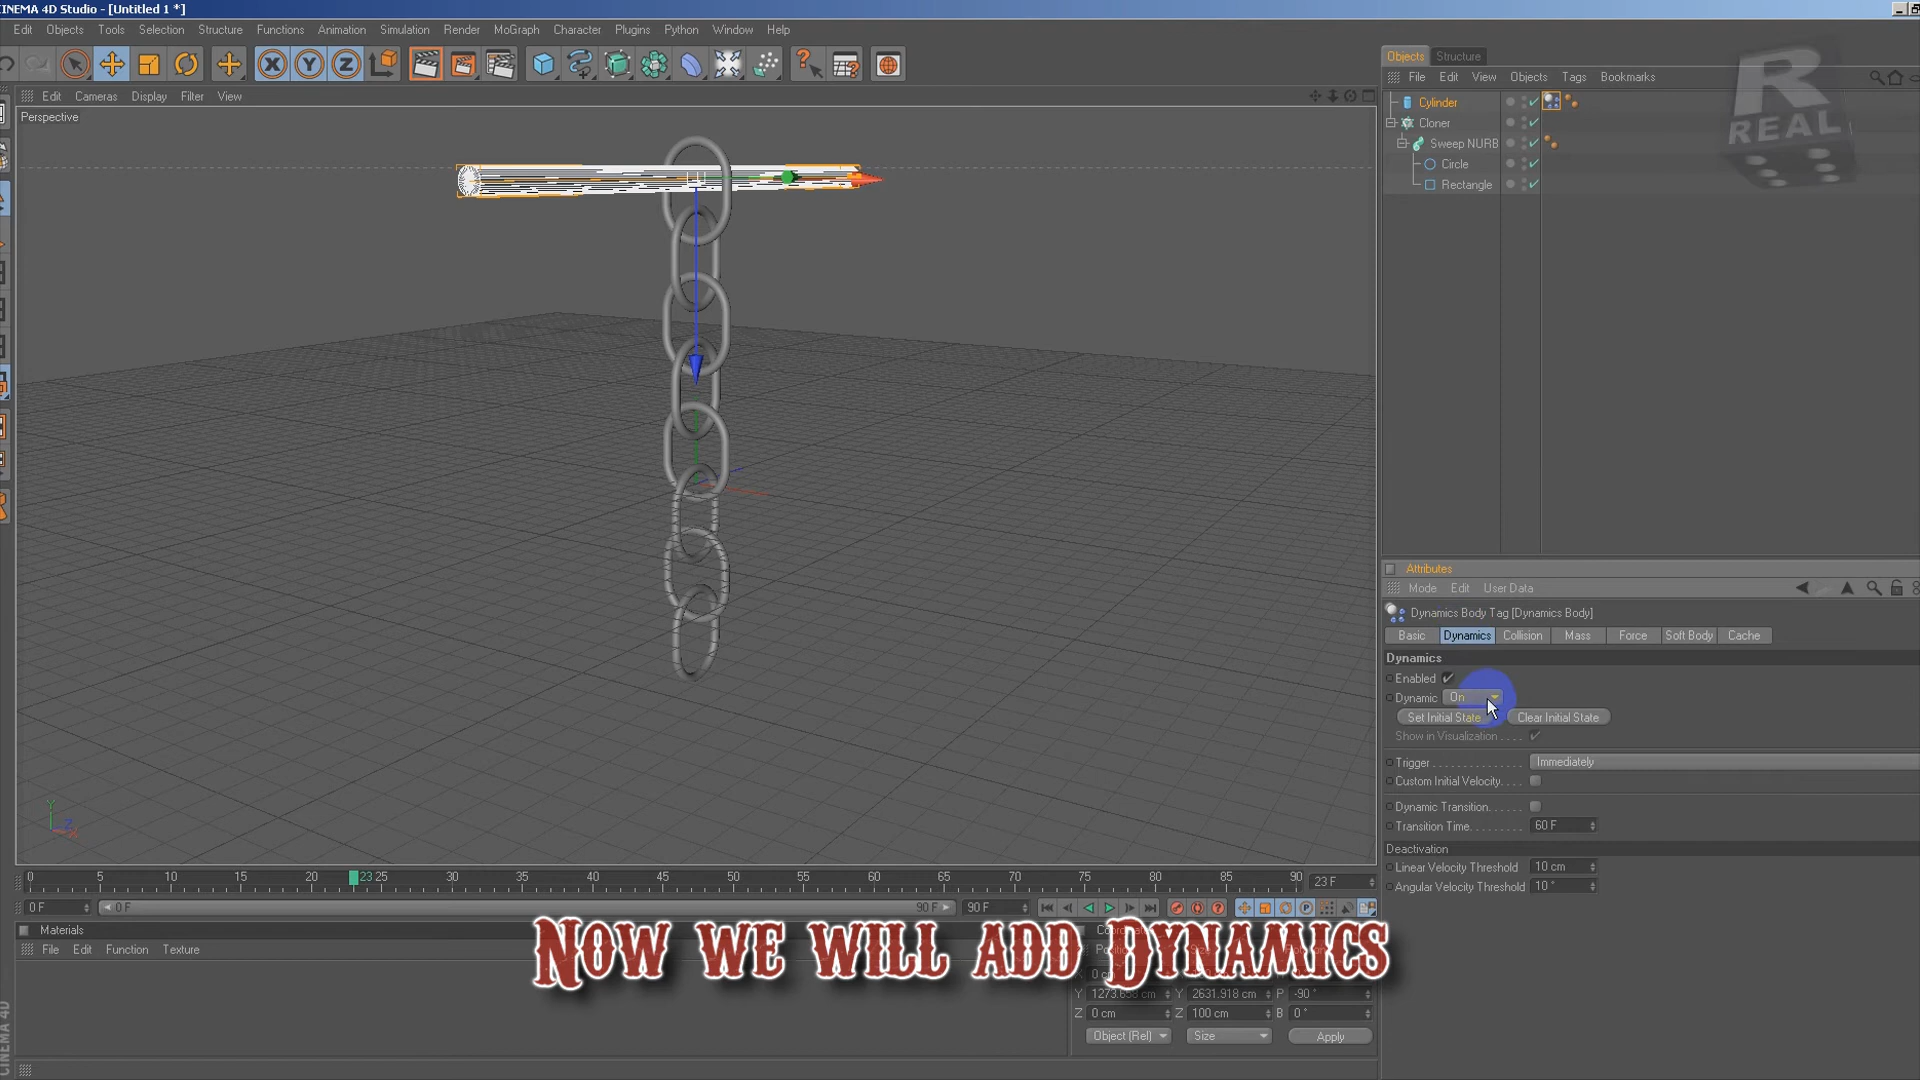 CINEMA 4D Studio - [Untitled 1 *]
Edit Objects Tools Selection Structure Functions Animation Simulation Render MoGraph Character Plugins Python Window Help
Edit Cameras Display Filter View
Perspective
Objects Structure
File Edit View Objects Tags Bookmarks
Cylinder
Cloner
Sweep NURB
Circle
Rectangle
R
REAL
Attributes
Mode Edit User Data
Dynamics Body Tag [Dynamics Body]
Basic Dynamics Collision Mass Force Soft Body Cache
Dynamics
Enabled
Dynamic On
Set Initial State Clear Initial State
Show in Visualization . . . .
Trigger . . . . . . . . . . . . . . Immediately
Custom Initial Velocity. . . .
Dynamic Transition. . . . . .
Transition Time. . . . . . . . . 60 F
Deactivation
Linear Velocity Threshold 10 cm
Angular Velocity Threshold 10 °
Y
Z
X
0 5 10 15 20 23 25 30 35 40 45 50 55 60 65 70 75 80 85 90 23 F
0 F 0 F 90 F 90 F
Materials
File Edit Function Texture
Now we will add Dynamics
Y 1273.658 cm Y 2631.918 cm P -90 °
Z 0 cm Z 100 cm B 0 °
Object (Rel) Size Apply
CINEMA 4D